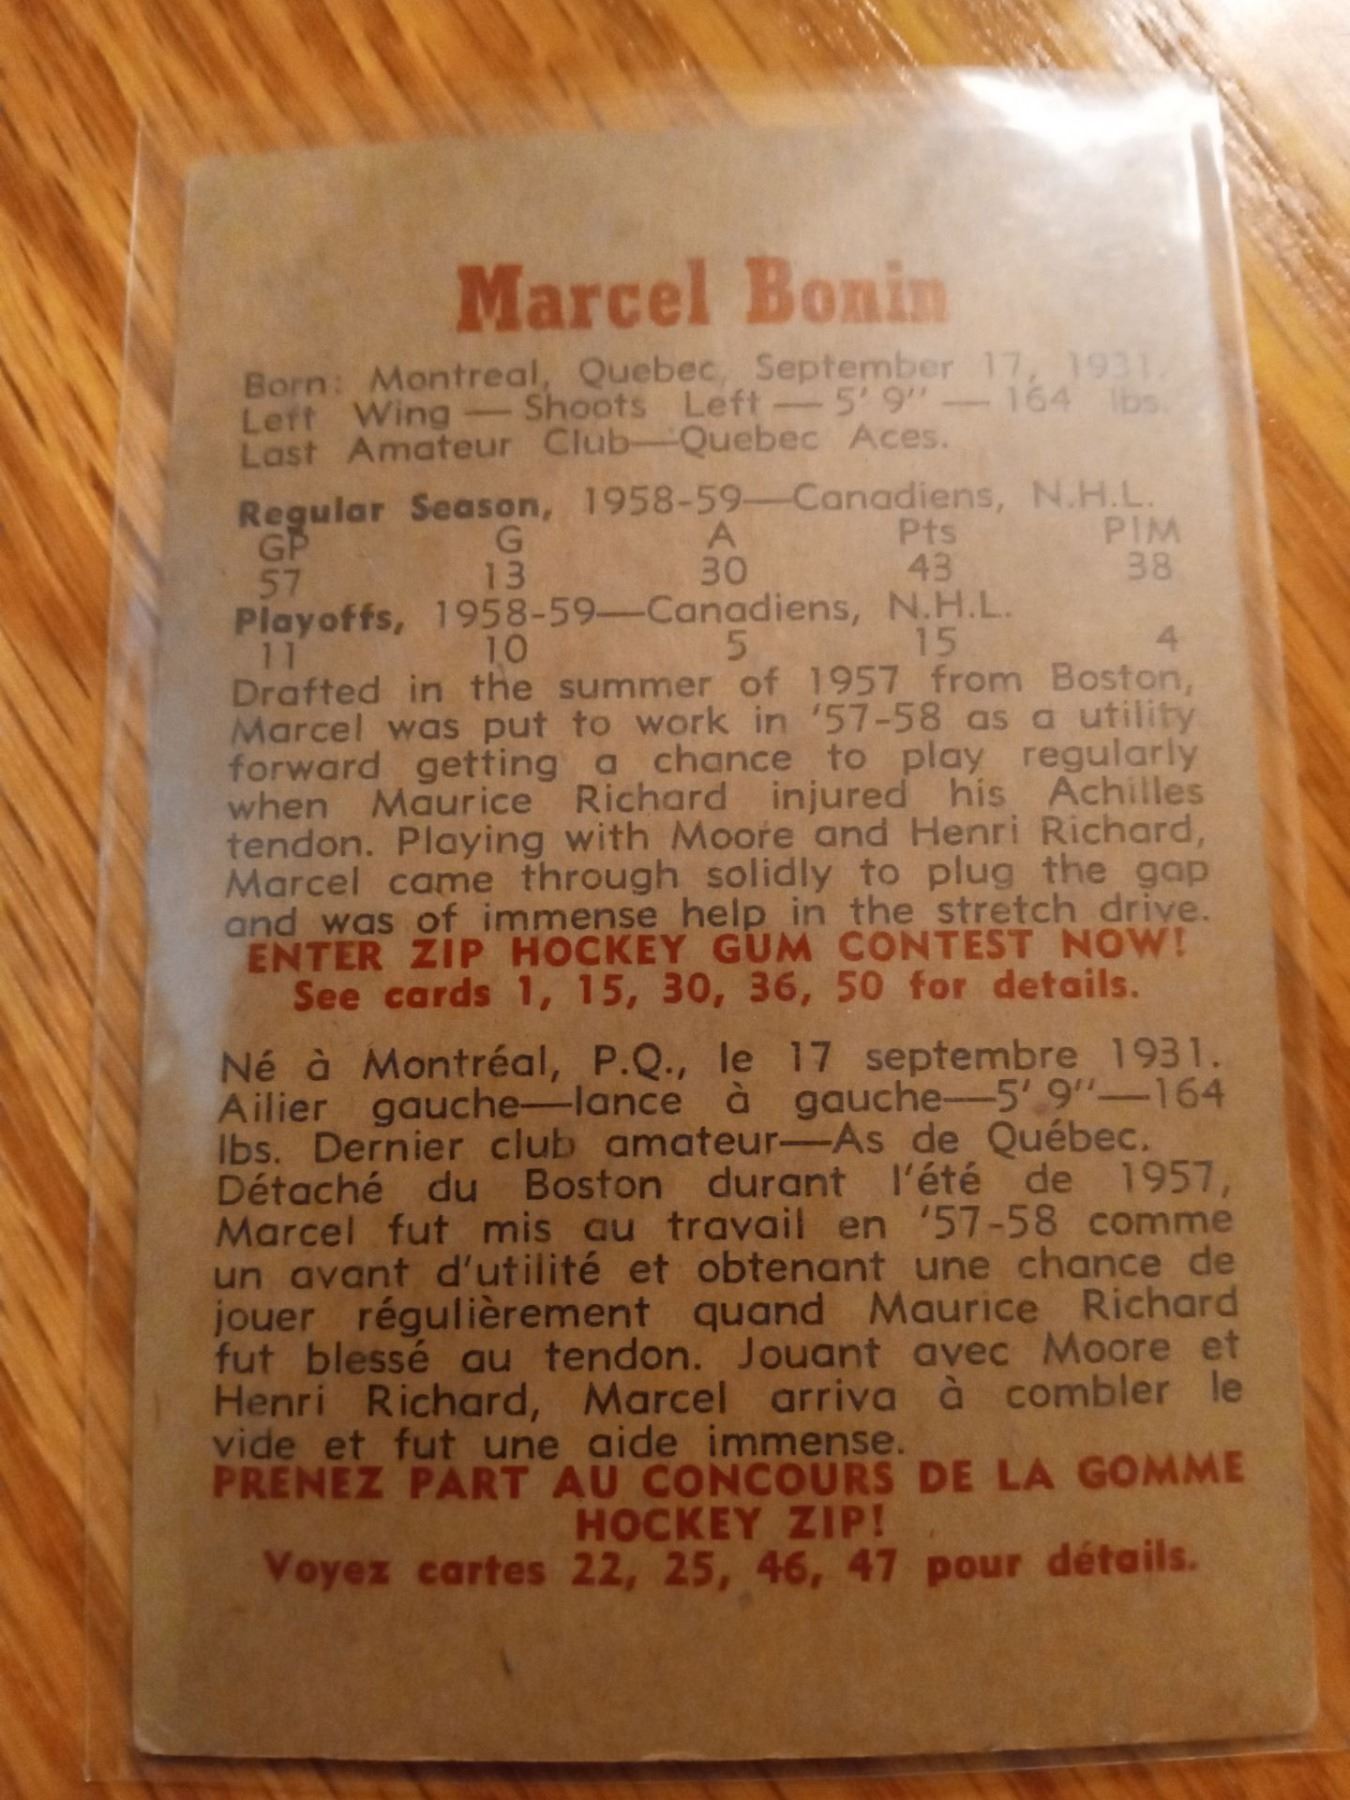 Marcel Bonin
Born: Montreal, Quebec, September 17, 1931.
Left Wing — Shoots Left — 5' 9" — 164 lbs.
Last Amateur Club—Quebec Aces.
Regular Season, 1958-59—Canadiens, N.H.L.
GP G A Pts PIM
57 13 30 43 38
Playoffs, 1958-59—Canadiens, N.H.L.
11 10 5 15 4
Drafted in the summer of 1957 from Boston,
Marcel was put to work in '57-58 as a utility
forward getting a chance to play regularly
when Maurice Richard injured his Achilles
tendon. Playing with Moore and Henri Richard,
Marcel came through solidly to plug the gap
and was of immense help in the stretch drive.
ENTER ZIP HOCKEY GUM CONTEST NOW!
See cards 1, 15, 30, 36, 50 for details.
Né à Montréal, P.Q., le 17 septembre 1931.
Ailier gauche—lance à gauche—5' 9"—164
lbs. Dernier club amateur—As de Québec.
Détaché du Boston durant l'été de 1957,
Marcel fut mis au travail en '57-58 comme
un avant d'utilité et obtenant une chance de
jouer régulièrement quand Maurice Richard
fut blessé au tendon. Jouant avec Moore et
Henri Richard, Marcel arriva à combler le
vide et fut une aide immense.
PRENEZ PART AU CONCOURS DE LA GOMME
HOCKEY ZIP!
Voyez cartes 22, 25, 46, 47 pour détails.